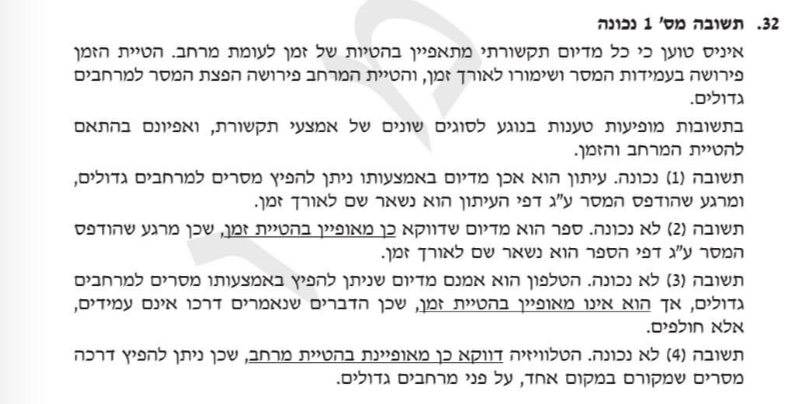 32. תשובה מס' 1 נכונה
איניס טוען כי כל מדיום תקשורתי מתאפיין בהטיות של זמן לעומת מרחב. הטיית הזמן
פירושה בעמידות המסר ושימורו לאורך זמן, והטיית המרחב פירושה הפצת המסר למרחבים
גדולים.
בתשובות מופיעות טענות בנוגע לסוגים שונים של אמצעי תקשורת, ואפיונם בהתאם
להטיית המרחב והזמן.
תשובה (1) נכונה. עיתון הוא אכן מדיום באמצעותו ניתן להפיץ מסרים למרחבים גדולים,
ומרגע שהודפס המסר ע"ג דפי העיתון הוא נשאר שם לאורך זמן.
תשובה (2) לא נכונה. ספר הוא מדיום שדווקא כן מאופיין בהטיית זמן, שכן מרגע שהודפס
המסר ע"ג דפי הספר הוא נשאר שם לאורך זמן.
תשובה (3) לא נכונה. הטלפון הוא אמנם מדיום שניתן להפיץ באמצעותו מסרים למרחבים
גדולים, אך הוא אינו מאופיין בהטיית זמן, שכן הדברים שנאמרים דרכו אינם עמידים,
אלא חולפים.
תשובה (4) לא נכונה. הטלוויזיה דווקא כן מאופיינת בהטיית מרחב, שכן ניתן להפיץ דרכה
מסרים שמקורם במקום אחד, על פני מרחבים גדולים.